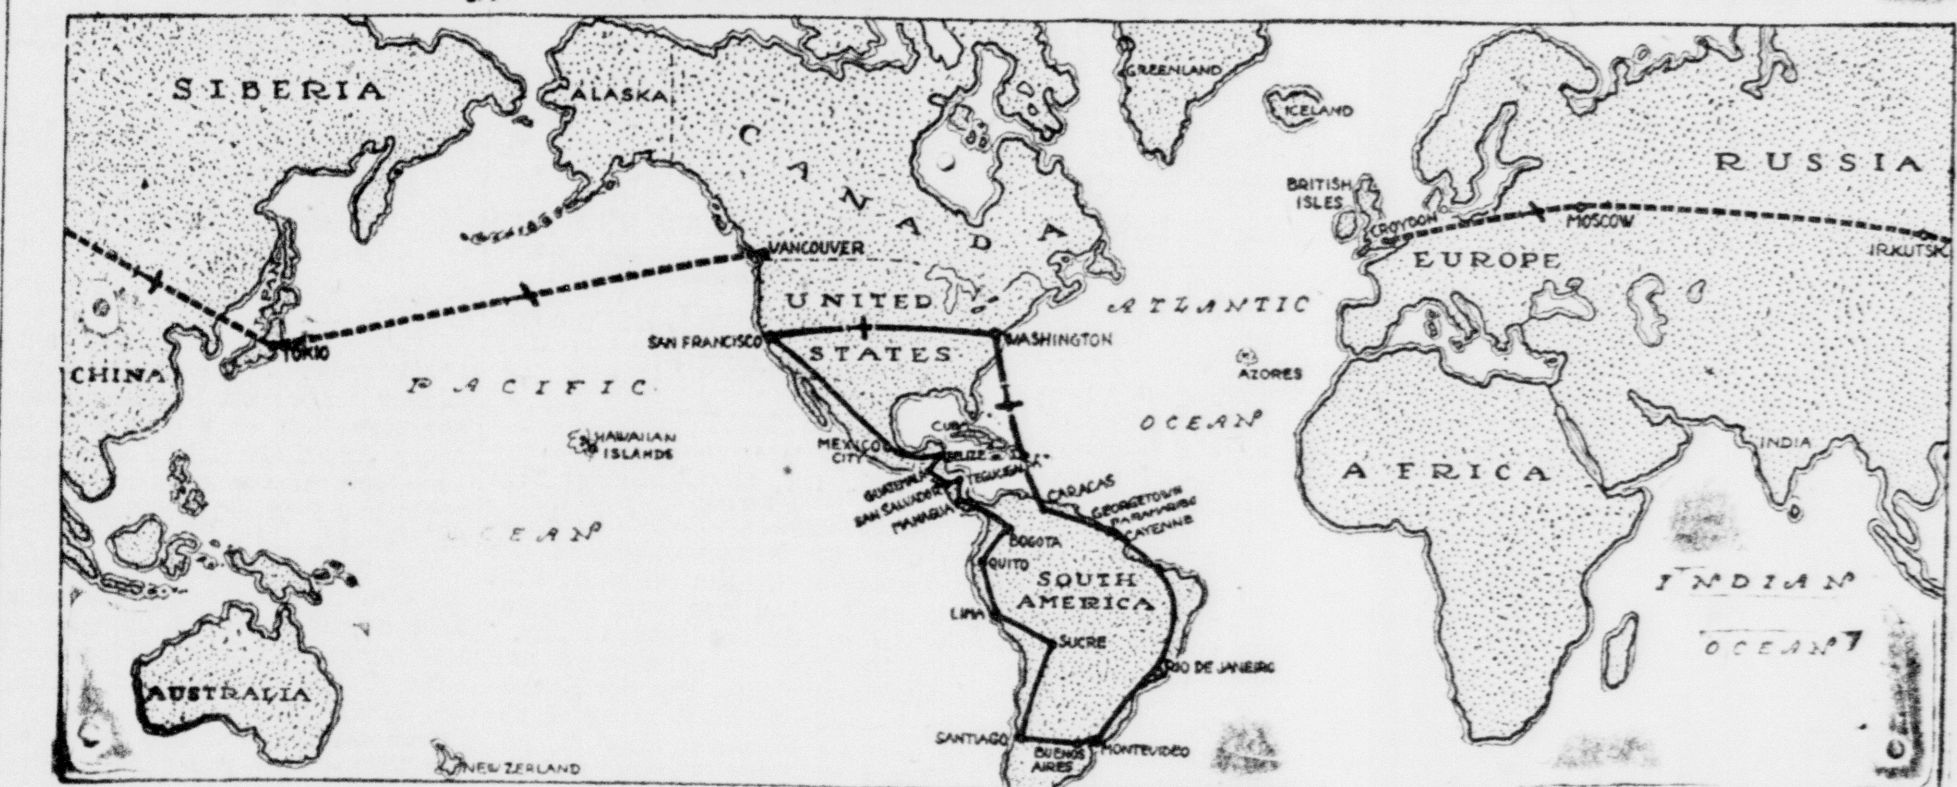 SIBERIA
ALASKA
CANADA
GREENLAND
ICELAND
RUSSIA
BRITISH
ISLES
CROYDON
MOSCOW
IRKUTSK
EUROPE
VANCOUVER
UNITED
STATES
SAN FRANCISCO
WASHINGTON
ATLANTIC
OCEAN
AZORES
TOKIO
CHINA
PACIFIC
OCEAN
HAWAIIAN
ISLANDS
MEXICO
CITY
CUBA
BELIZE
GUATEMALA
SAN SALVADOR
MANAGUA
CARACAS
GEORGETOWN
PARAMARIBO
CAYENNE
BOGOTA
QUITO
SOUTH
AMERICA
LIMA
SUCRE
RIO DE JANEIRO
SANTIAGO
BUENOS
AIRES
MONTEVIDEO
AFRICA
INDIA
INDIAN
OCEAN
AUSTRALIA
NEW ZERLAND